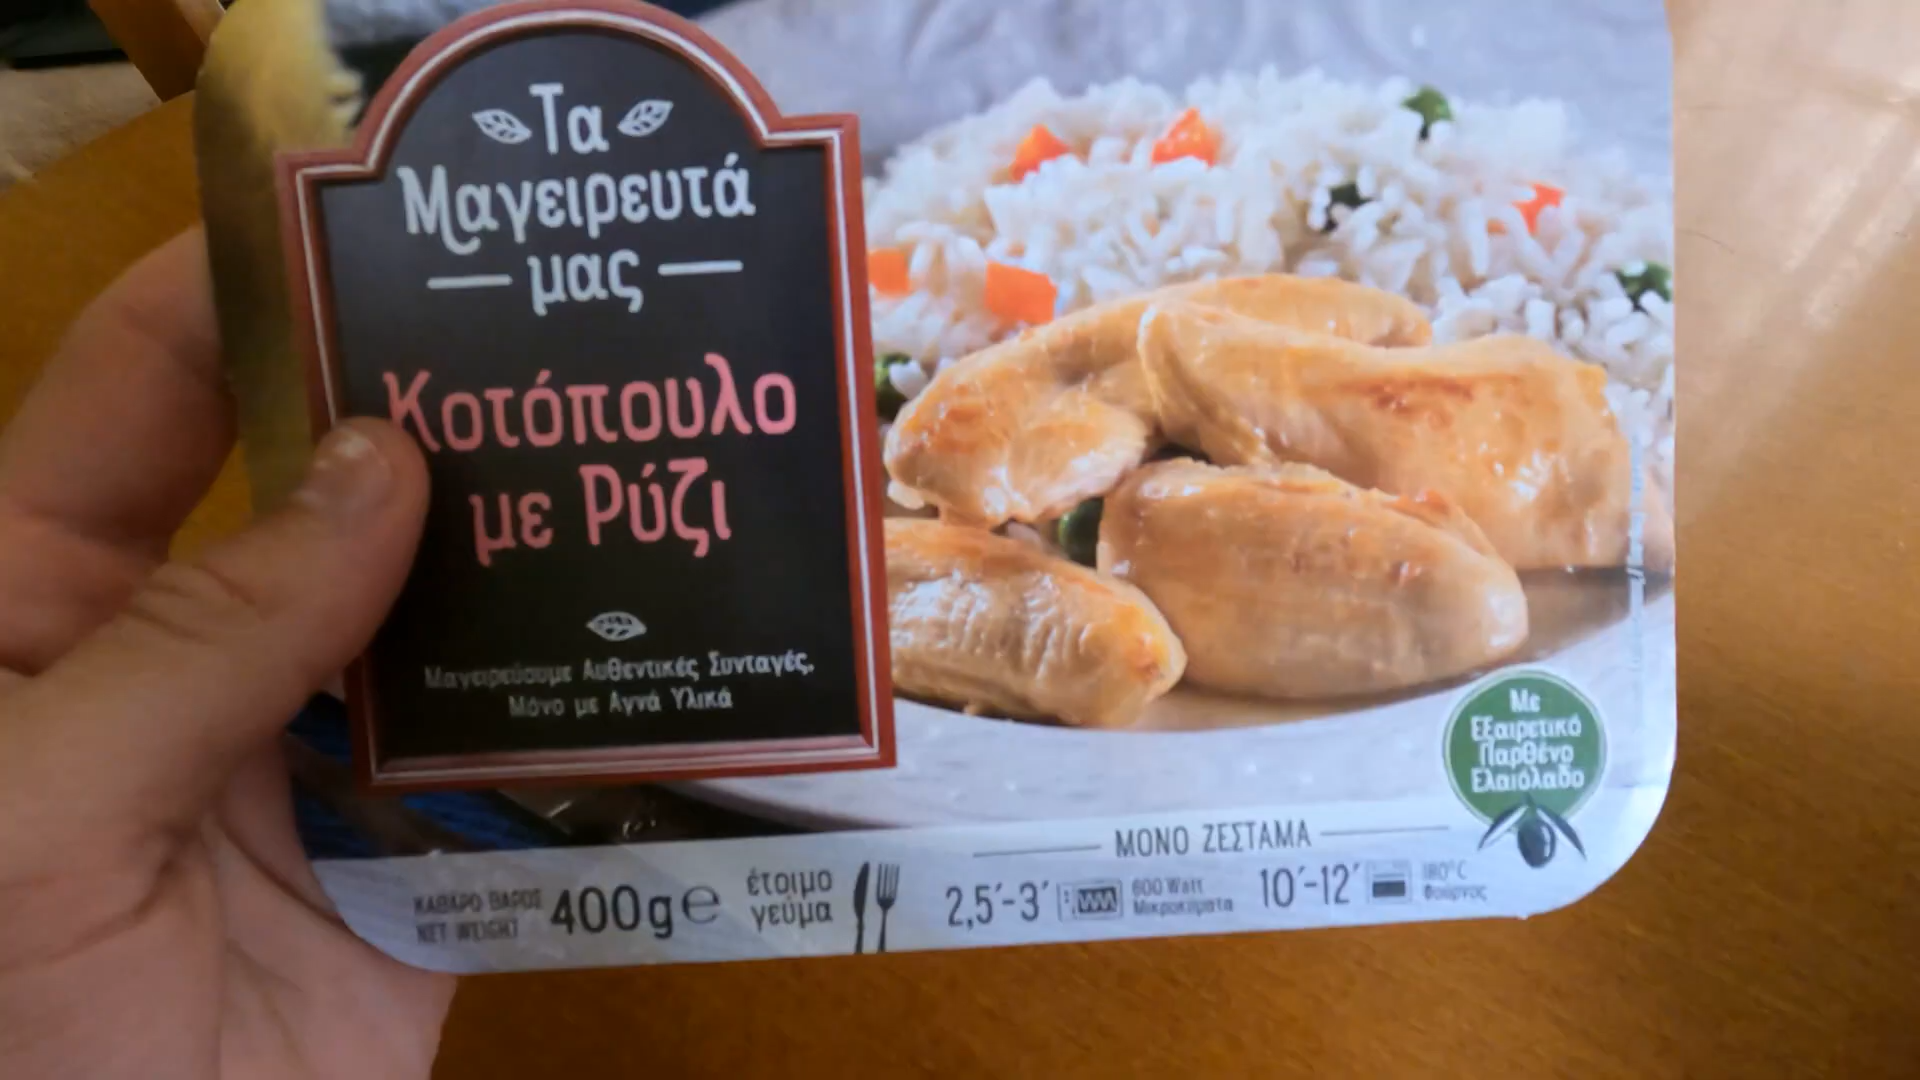 Τα
Μαγειρευτά
μας
Κοτόπουλο
με Ρύζι
Μαγειρεύουμε Αυθεντικές Συνταγές,
Μόνο με Αγνά Υλικά
Με
Εξαιρετικό
Παρθένο
Ελαιόλαδο
ΜΟΝΟ ΖΕΣΤΑΜΑ
ΚΑΘΑΡΟ ΒΑΡΟΣ
NET WEIGHT
400g℮
έτοιμο
γεύμα
2,5΄-3΄
600 Watt
Μικροκύματα
10΄-12΄
180°C
Φούρνος